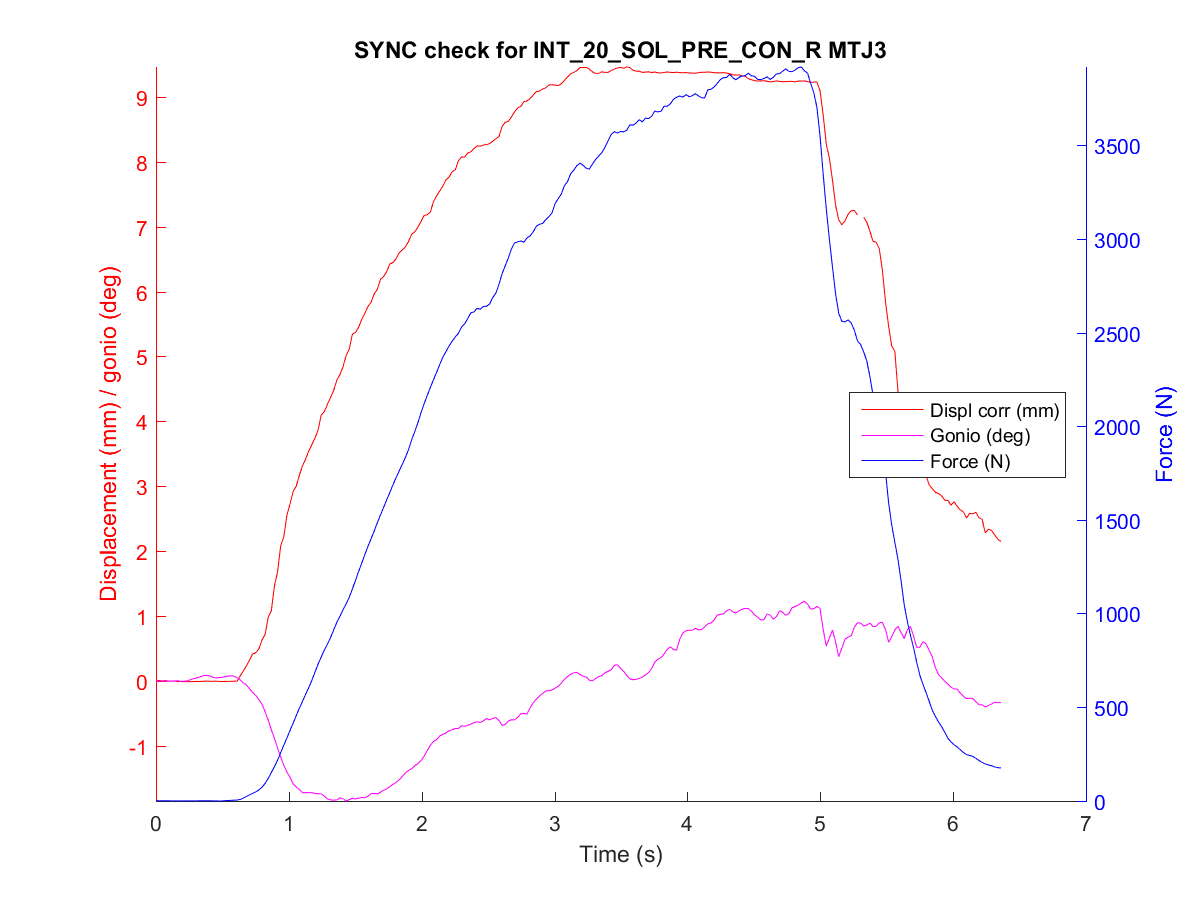 SYNC check for INT_20_SOL_PRE_CON_R MTJ3
Displacement (mm) / gonio (deg)
9
8
7
6
5
4
3
2
1
0
-1
3500
3000
2500
2000
1500
1000
500
0
Force (N)
Displ corr (mm)
Gonio (deg)
Force (N)
0 1 2 3 4 5 6 7
Time (s)